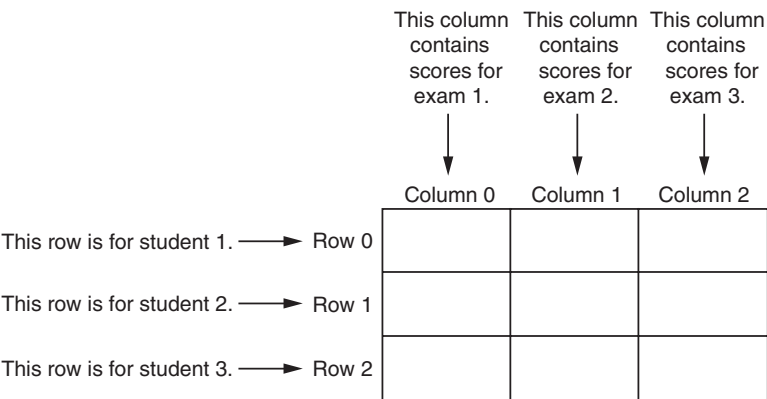 This column
contains
scores for
exam 1.
This column
contains
scores for
exam 2.
This column
contains
scores for
exam 3.
Column 0
Column 1
Column 2
This row is for student 1.
Row 0
This row is for student 2.
Row 1
This row is for student 3.
Row 2